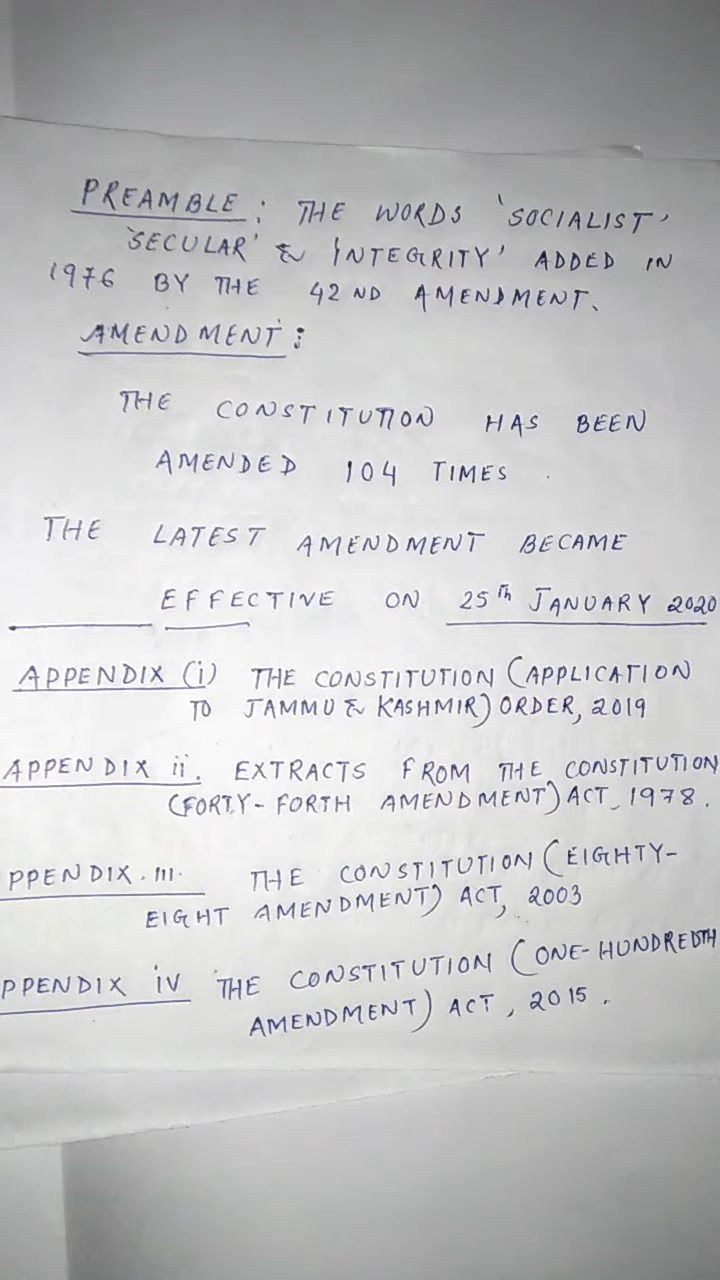 PREAMBLE : THE WORDS 'SOCIALIST'
'SECULAR' & 'INTEGRITY' ADDED IN
1976 BY THE 42ND AMENDMENT.
AMENDMENT :
THE CONSTITUTION HAS BEEN
AMENDED 104 TIMES.
THE LATEST AMENDMENT BECAME
EFFECTIVE ON 25th JANUARY 2020
APPENDIX (i) THE CONSTITUTION (APPLICATION
TO JAMMU & KASHMIR) ORDER, 2019
APPENDIX ii. EXTRACTS FROM THE CONSTITUTION
(FORTY-FORTH AMENDMENT) ACT, 1978.
PPENDIX. III. THE CONSTITUTION (EIGHTY-
EIGHT AMENDMENT) ACT, 2003
PPENDIX iV THE CONSTITUTION (ONE-HUNDREDTH
AMENDMENT) ACT, 2015.